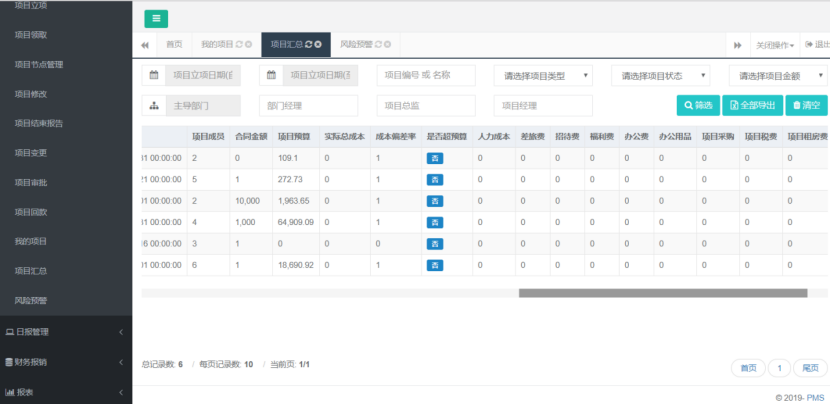 项目立项
项目领取
项目节点管理
项目修改
项目结束报告
项目变更
项目审批
项目回款
我的项目
项目汇总
风险预警
日报管理
财务报销
报表
首页 我的项目 项目汇总 风险预警 关闭操作 退出
项目立项日期(自 项目立项日期(至 项目编号 或 名称 请选择项目类型 请选择项目状态 请选择项目金额
主导部门 部门经理 项目总监 项目经理 筛选 全部导出 清空
项目成员 合同金额 项目预算 实际总成本 成本偏差率 是否超预算 人力成本 差旅费 招待费 福利费 办公费 办公用品 项目采购 项目税费 项目租房费
01 00:00:00 2 0 109.1 0 1 否 0 0 0 0 0 0 0 0 0
21 00:00:00 5 1 272.73 0 1 否 0 0 0 0 0 0 0 0 0
01 00:00:00 2 10,000 1,963.65 0 1 否 0 0 0 0 0 0 0 0 0
01 00:00:00 4 1,000 64,909.09 0 1 否 0 0 0 0 0 0 0 0 0
6 00:00:00 3 1 0 0 0 否 0 0 0 0 0 0 0 0 0
01 00:00:00 6 1 18,690.92 0 1 否 0 0 0 0 0 0 0 0 0
总记录数: 6 / 每页记录数: 10 / 当前页: 1/1
首页 1 尾页
© 2019- PMS